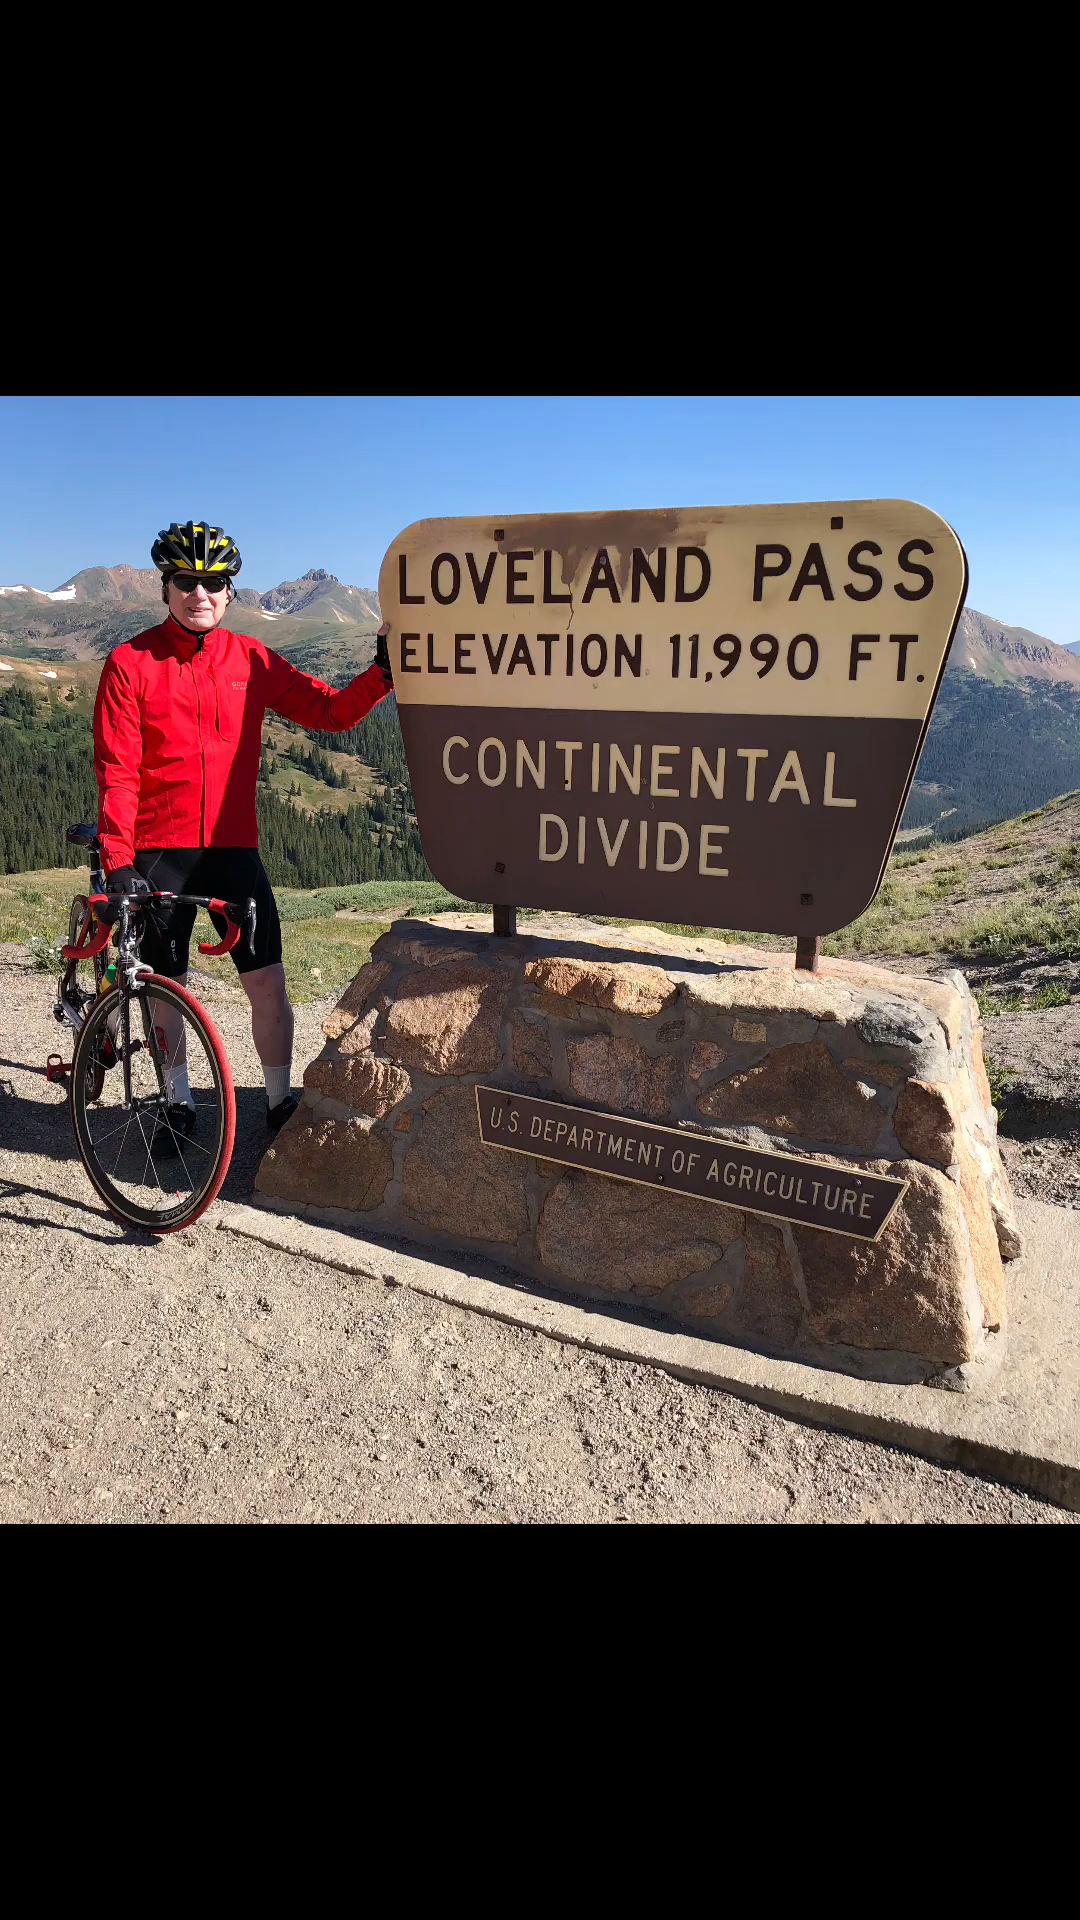 LOVELAND PASS
ELEVATION 11,990 FT.
CONTINENTAL
DIVIDE
U.S. DEPARTMENT OF AGRICULTURE